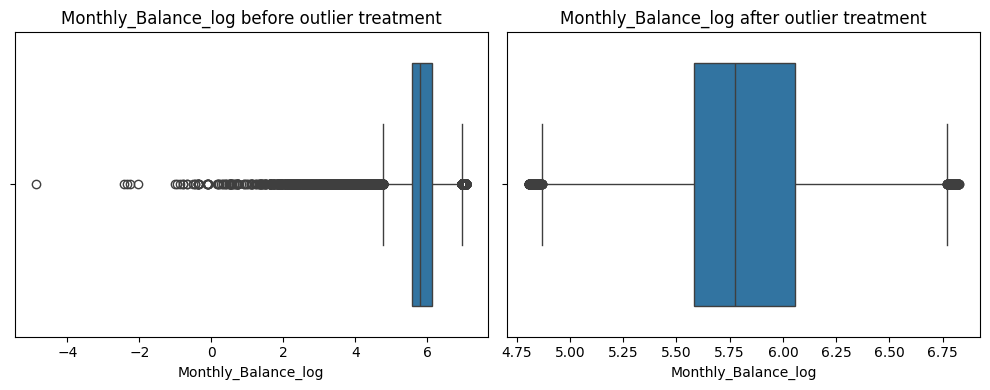 Monthly_Balance_log before outlier treatment
Monthly_Balance_log after outlier treatment
−4 −2 0 2 4 6
4.75 5.00 5.25 5.50 5.75 6.00 6.25 6.50 6.75
Monthly_Balance_log
Monthly_Balance_log